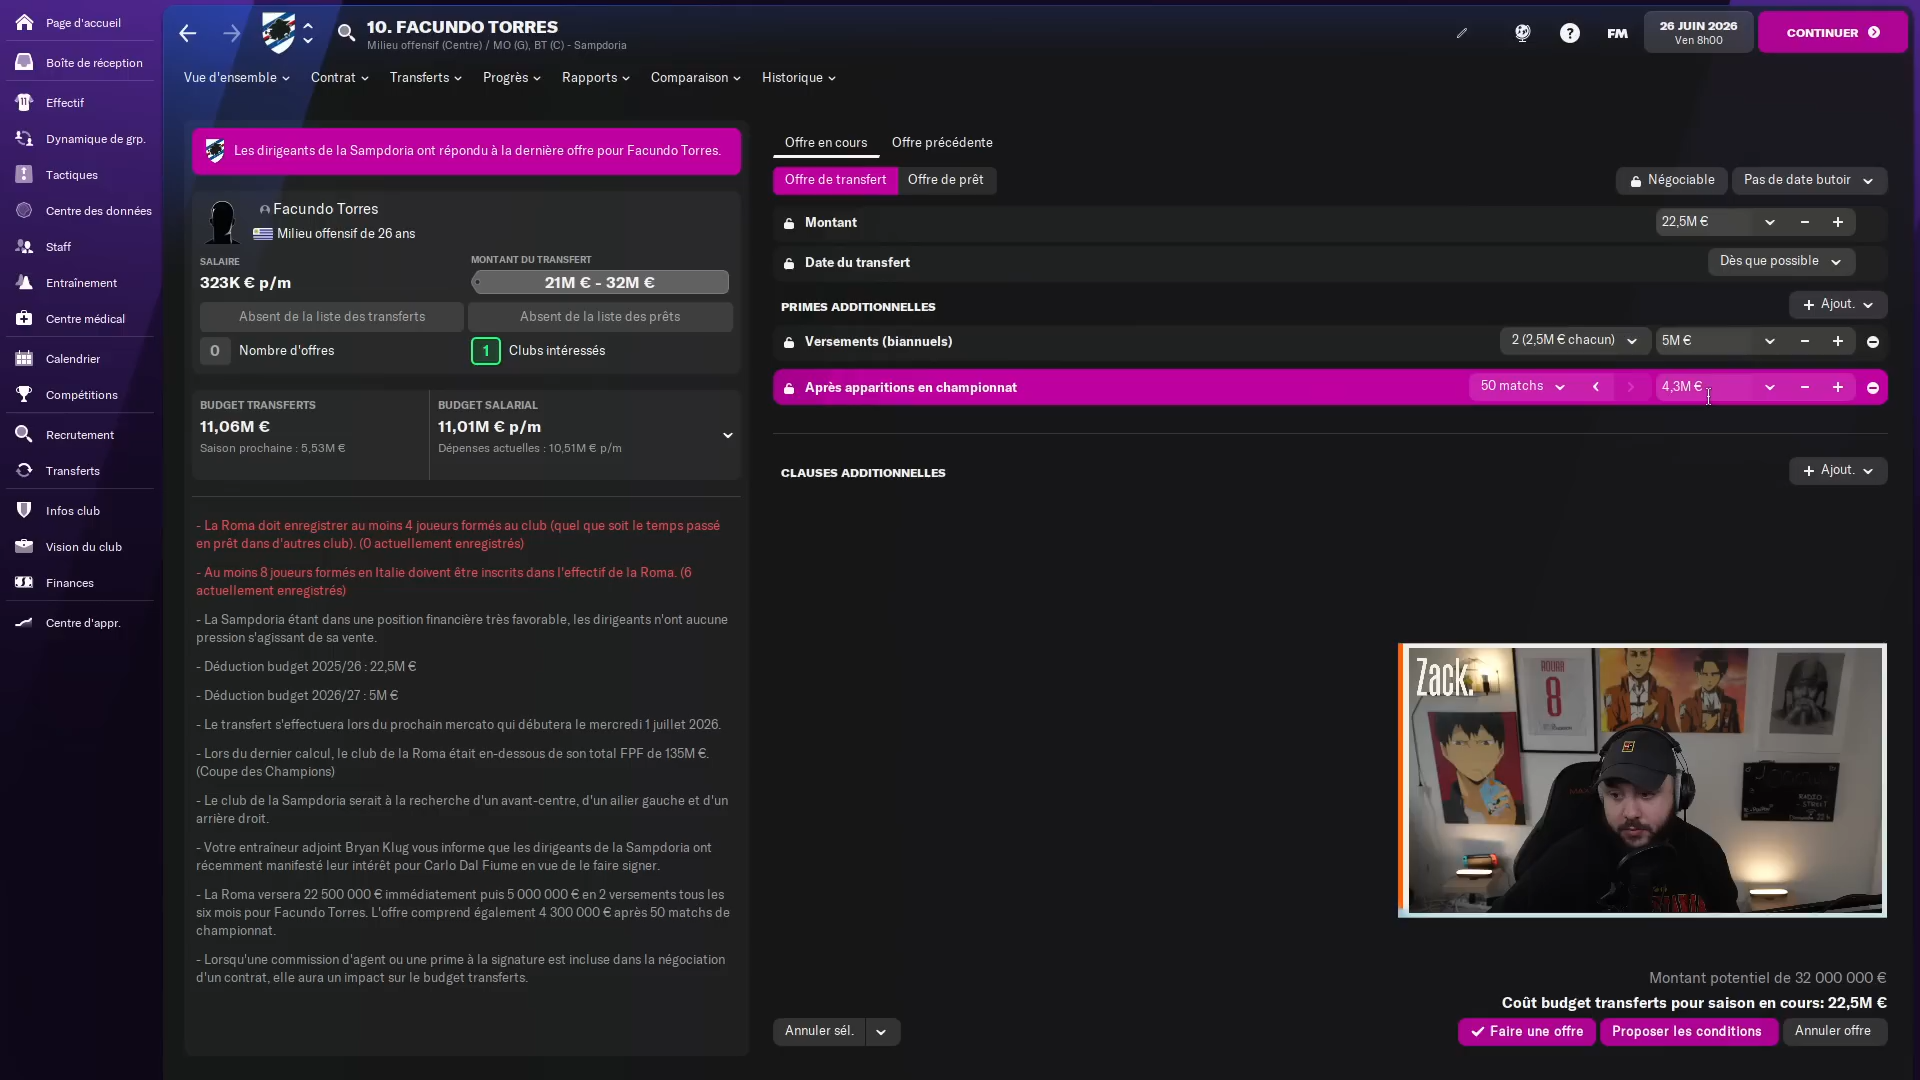 Page d'accueil
Boîte de réception
Effectif
Dynamique de grp.
Tactiques
Centre des données
Staff
Entraînement
Centre médical
Calendrier
Compétitions
Recrutement
Transferts
Infos club
Vision du club
Finances
Centre d'appr.
10. FACUNDO TORRES
Milieu offensif (Centre) / MO (G), BT (C) - Sampdoria
FM
26 JUIN 2026
Ven 8h00
CONTINUER
Vue d'ensemble
Contrat
Transferts
Progrès
Rapports
Comparaison
Historique
Les dirigeants de la Sampdoria ont répondu à la dernière offre pour Facundo Torres.
Facundo Torres
Milieu offensif de 26 ans
SALAIRE
323K € p/m
MONTANT DU TRANSFERT
21M € - 32M €
Absent de la liste des transferts
Absent de la liste des prêts
0 Nombre d'offres
1 Clubs intéressés
BUDGET TRANSFERTS
11,06M €
Saison prochaine : 5,53M €
BUDGET SALARIAL
11,01M € p/m
Dépenses actuelles : 10,51M € p/m
- La Roma doit enregistrer au moins 4 joueurs formés au club (quel que soit le temps passé
en prêt dans d'autres club). (0 actuellement enregistrés)
- Au moins 8 joueurs formés en Italie doivent être inscrits dans l'effectif de la Roma. (6
actuellement enregistrés)
- La Sampdoria étant dans une position financière très favorable, les dirigeants n'ont aucune
pression s'agissant de sa vente.
- Déduction budget 2025/26 : 22,5M €
- Déduction budget 2026/27 : 5M €
- Le transfert s'effectuera lors du prochain mercato qui débutera le mercredi 1 juillet 2026.
- Lors du dernier calcul, le club de la Roma était en-dessous de son total FPF de 135M €.
(Coupe des Champions)
- Le club de la Sampdoria serait à la recherche d'un avant-centre, d'un ailier gauche et d'un
arrière droit.
- Votre entraîneur adjoint Bryan Klug vous informe que les dirigeants de la Sampdoria ont
récemment manifesté leur intérêt pour Carlo Dal Fiume en vue de le faire signer.
- La Roma versera 22 500 000 € immédiatement puis 5 000 000 € en 2 versements tous les
six mois pour Facundo Torres. L'offre comprend également 4 300 000 € après 50 matchs de
championnat.
- Lorsqu'une commission d'agent ou une prime à la signature est incluse dans la négociation
d'un contrat, elle aura un impact sur le budget transferts.
Offre en cours
Offre précédente
Offre de transfert
Offre de prêt
Négociable
Pas de date butoir
Montant
22,5M €
Date du transfert
Dès que possible
PRIMES ADDITIONNELLES
Ajout.
Versements (biannuels)
2 (2,5M € chacun)
5M €
Après apparitions en championnat
50 matchs
4,3M €
CLAUSES ADDITIONNELLES
Ajout.
Zack.
ROUAN
8
RADIO
STREET
Montant potentiel de 32 000 000 €
Coût budget transferts pour saison en cours: 22,5M €
Annuler sél.
Faire une offre
Proposer les conditions
Annuler offre